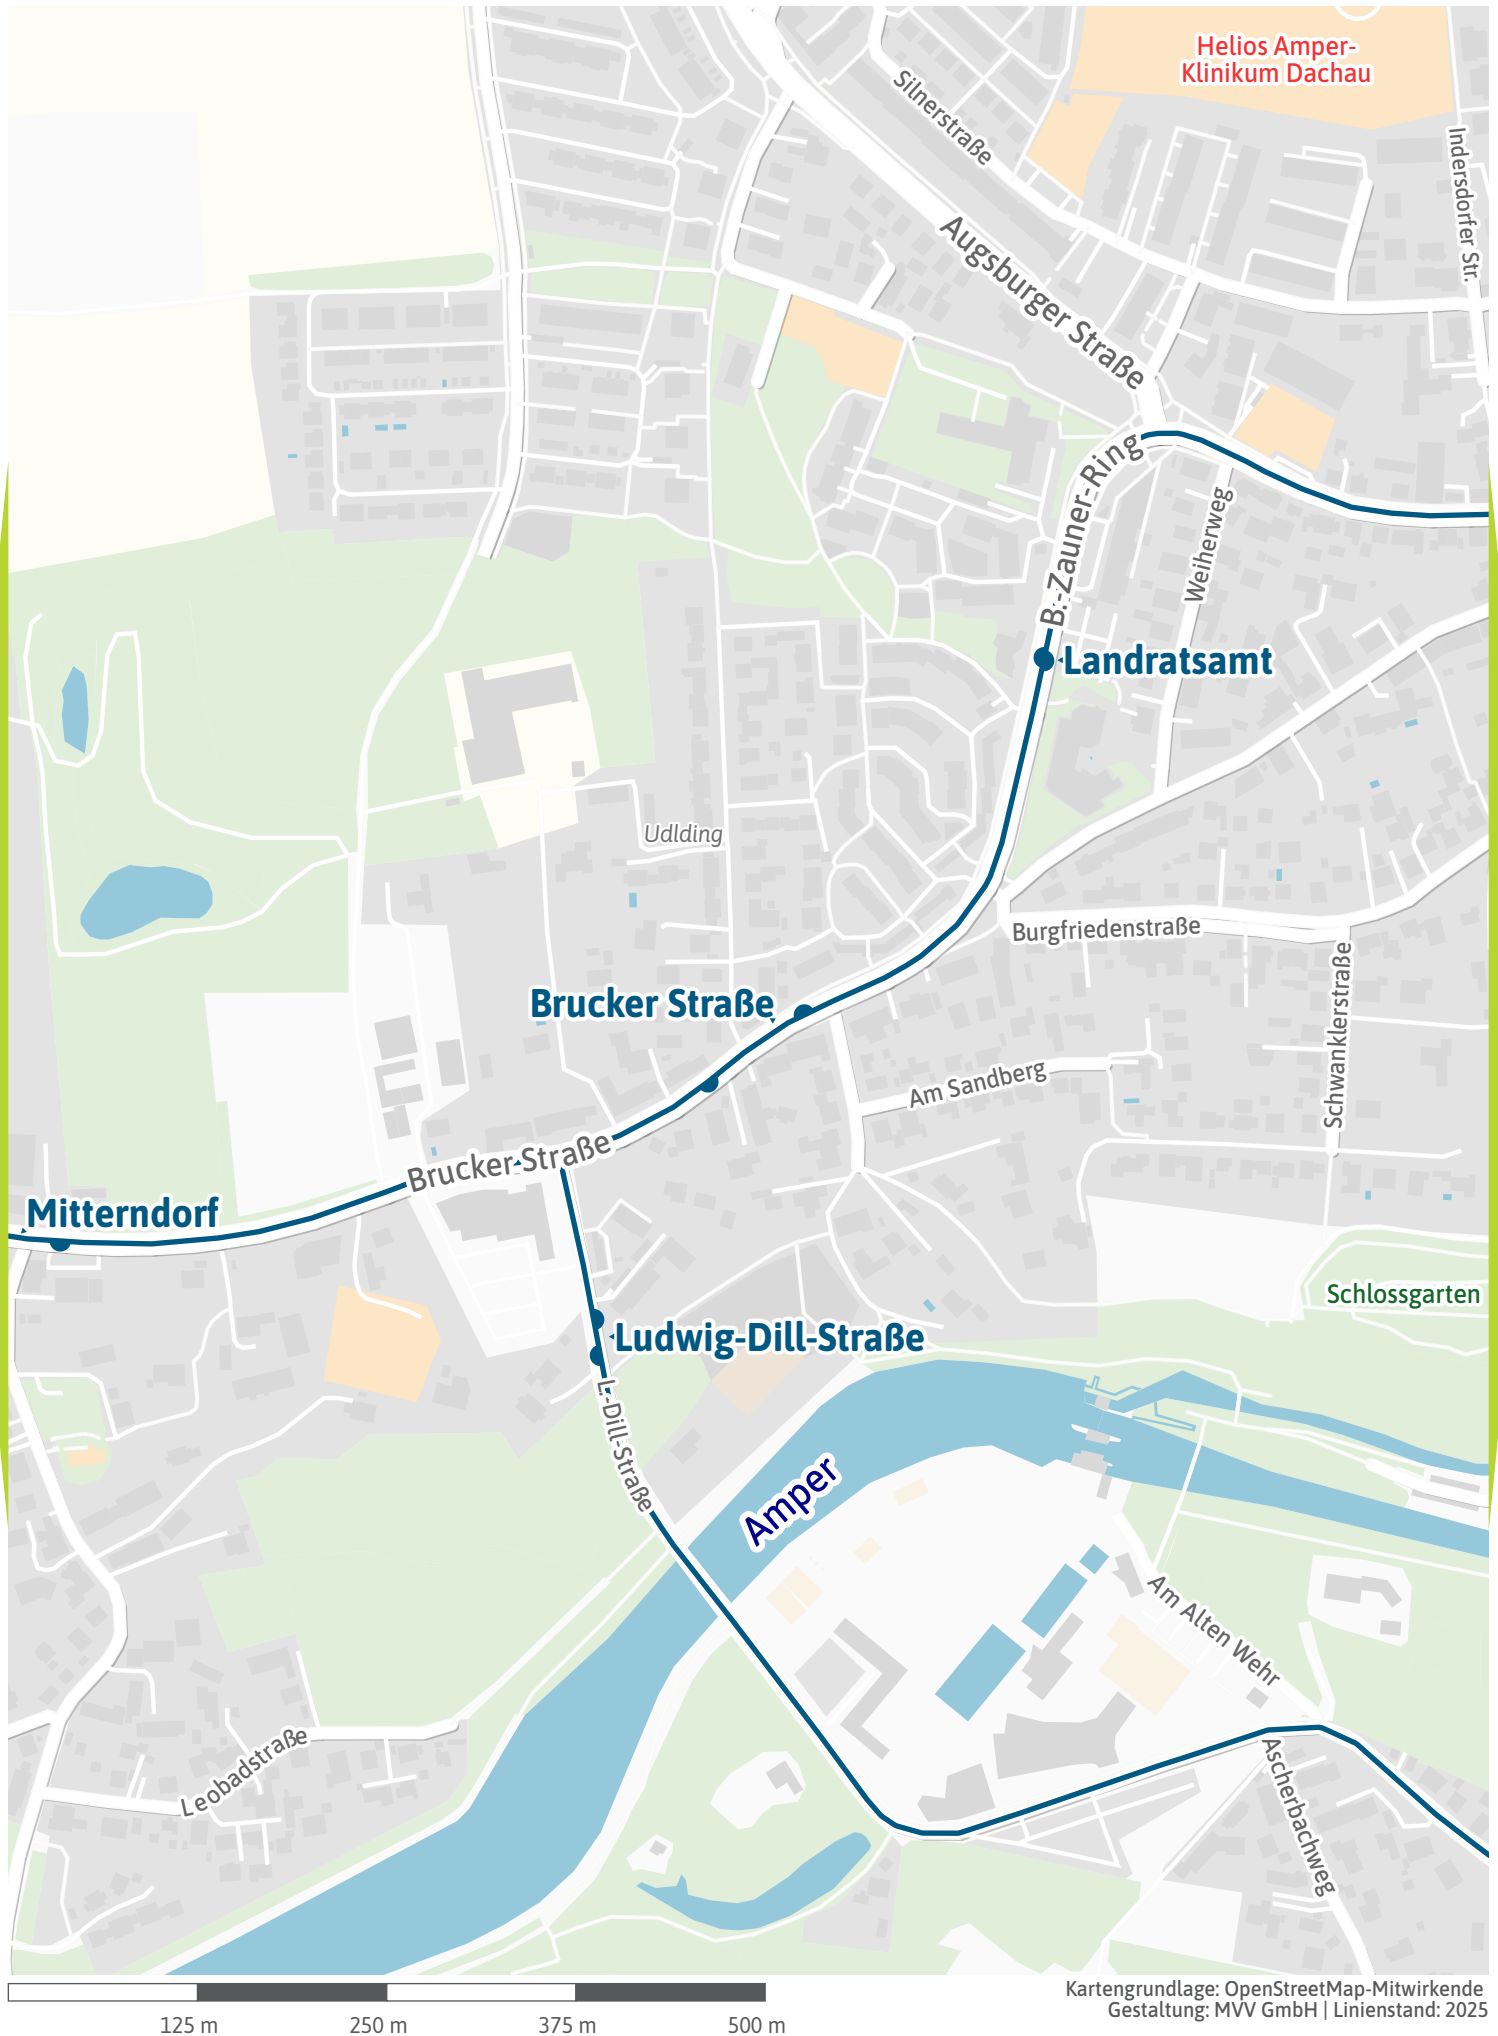 Helios Amper-
Klinikum Dachau
Silnerstraße
Indersdorfer Str.
Augsburger Straße
B.-Zauner-Ring
Weiherweg
Landratsamt
Udlding
Burgfriedenstraße
Schwanklerstraße
Brucker Straße
Am Sandberg
Brucker Straße
Mitterndorf
Schlossgarten
Ludwig-Dill-Straße
L.-Dill-Straße
Amper
Am Alten Wehr
Leobadstraße
Ascherbachweg
Kartengrundlage: OpenStreetMap-Mitwirkende
Gestaltung: MVV GmbH | Linienstand: 2025
125 m 250 m 375 m 500 m